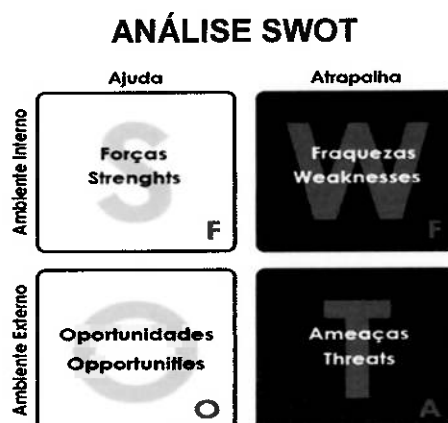 ANÁLISE SWOT
Ajuda
Atrapalha
Ambiente Interno
S
Forças
Strenghts
F
W
Fraquezas
Weaknesses
F
Ambiente Externo
O
Oportunidades
Opportunities
O
T
Ameaças
Threats
A